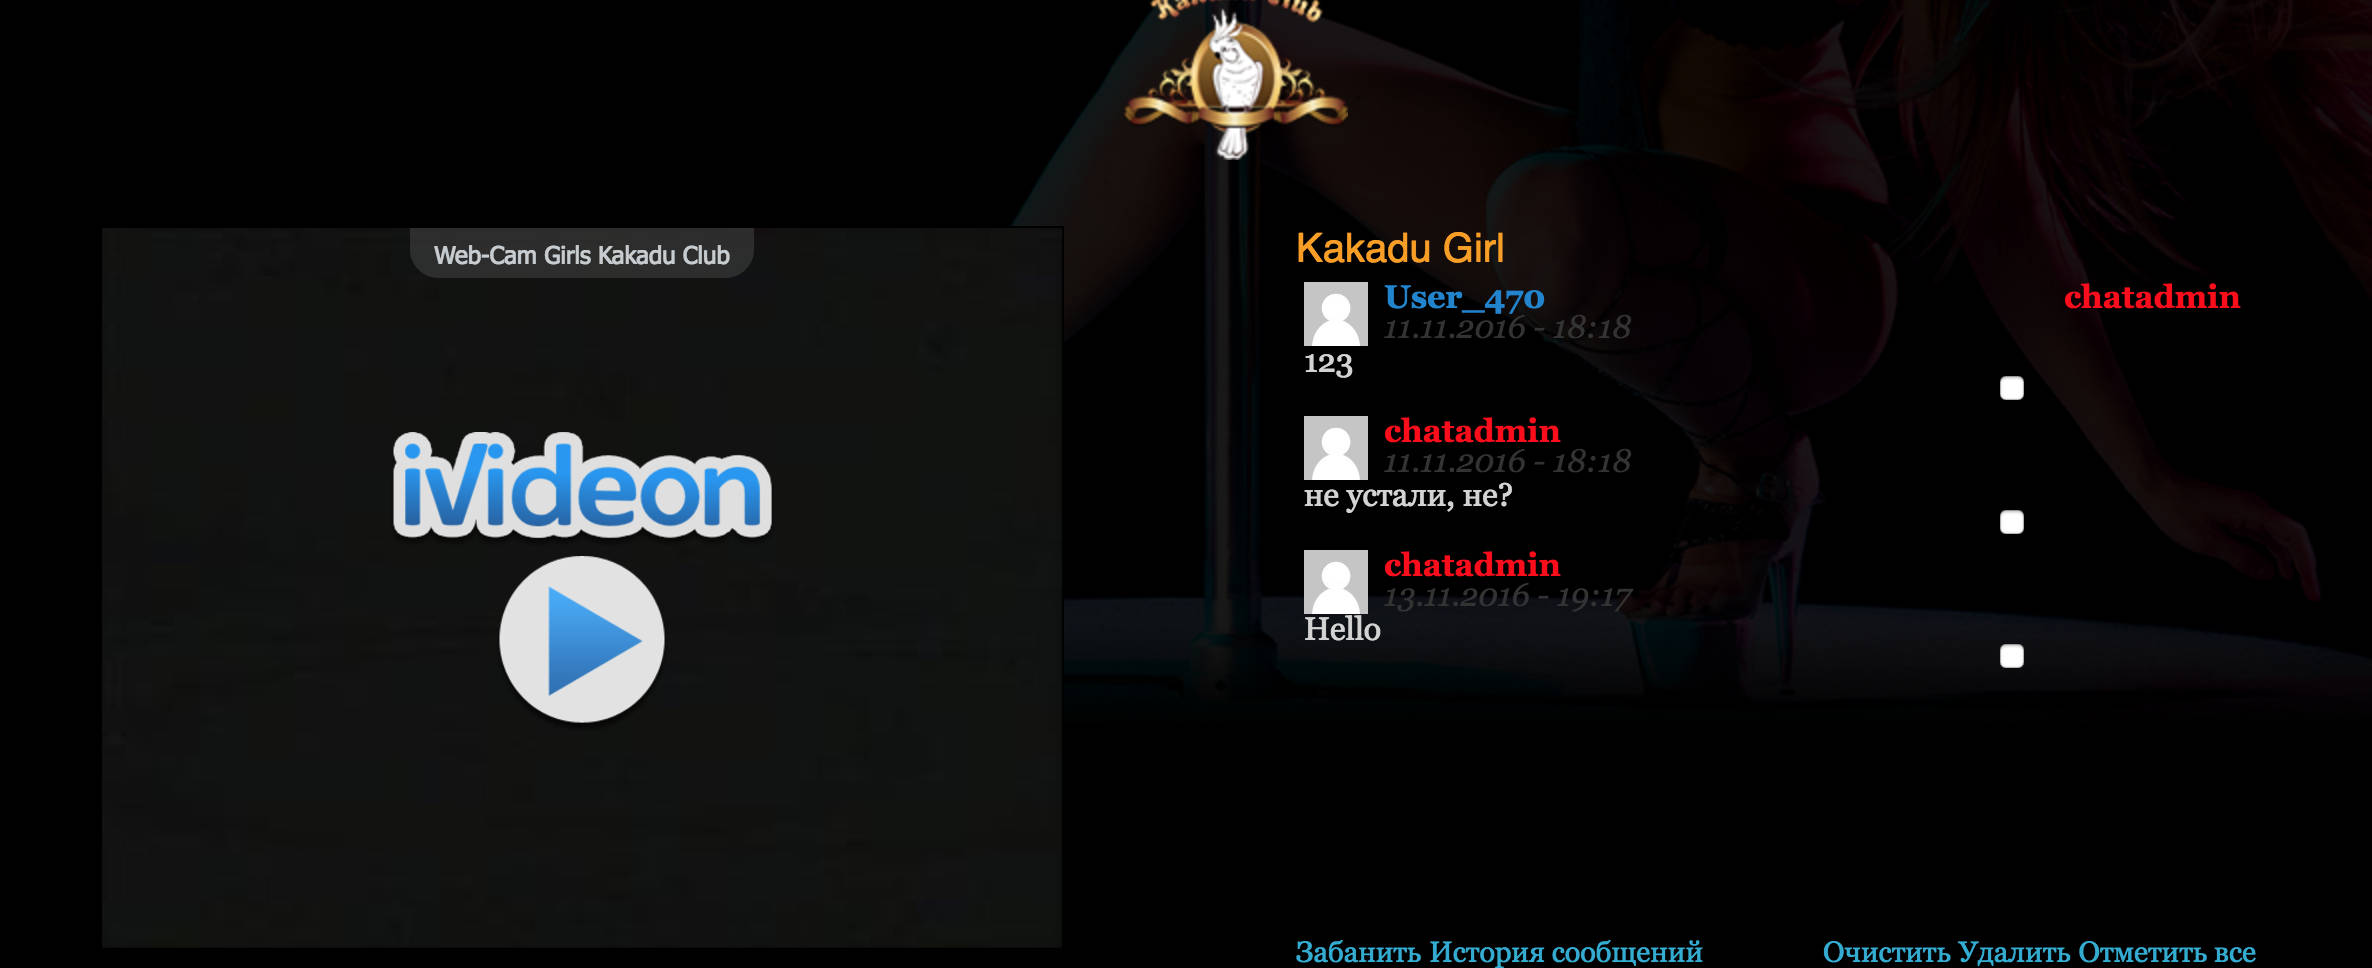 Kakadu Club
Web-Cam Girls Kakadu Club
iVideon
Kakadu Girl
User_470
11.11.2016 - 18:18
123
chatadmin
11.11.2016 - 18:18
не устали, не?
chatadmin
13.11.2016 - 19:17
Hello
chatadmin
Забанить История сообщений
Очистить Удалить Отметить все